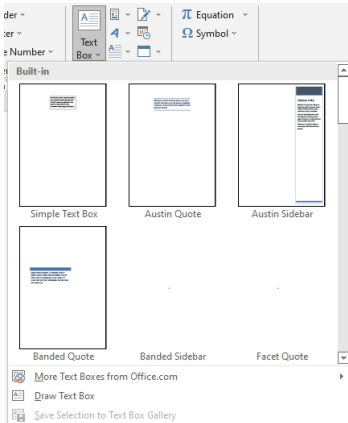 der
π Equation
er
Ω Symbol
e Number
Text
Box
Built-in
Simple Text Box
Austin Quote
Austin Sidebar
Banded Quote
Banded Sidebar
Facet Quote
More Text Boxes from Office.com
Draw Text Box
Save Selection to Text Box Gallery